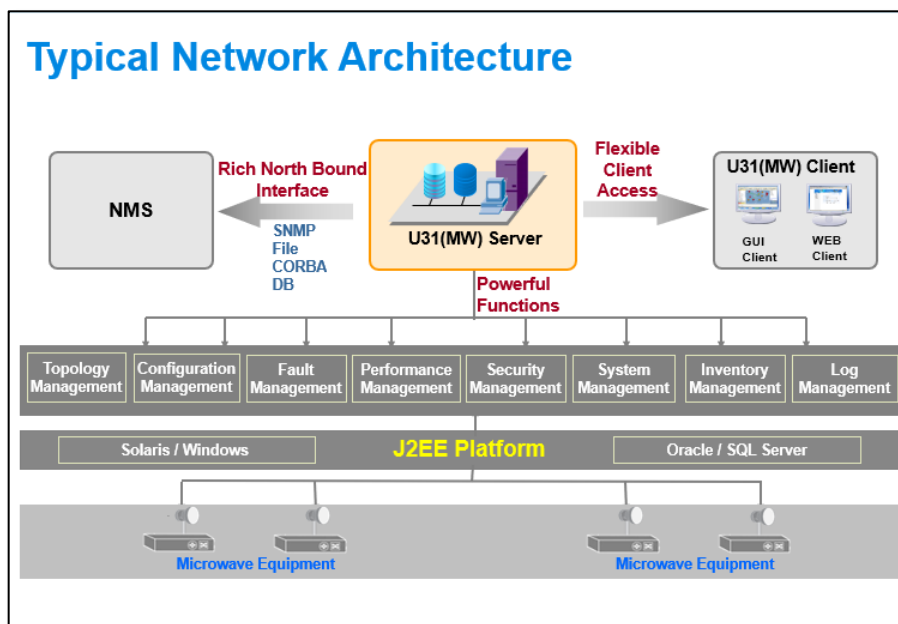 Typical Network Architecture
NMS
Rich North Bound
Interface
SNMP
File
CORBA
DB
U31(MW) Server
Flexible
Client
Access
U31(MW) Client
GUI
Client
WEB
Client
Powerful
Functions
Topology
Management
Configuration
Management
Fault
Management
Performance
Management
Security
Management
System
Management
Inventory
Management
Log
Management
Solaris / Windows
J2EE Platform
Oracle / SQL Server
Microwave Equipment
Microwave Equipment